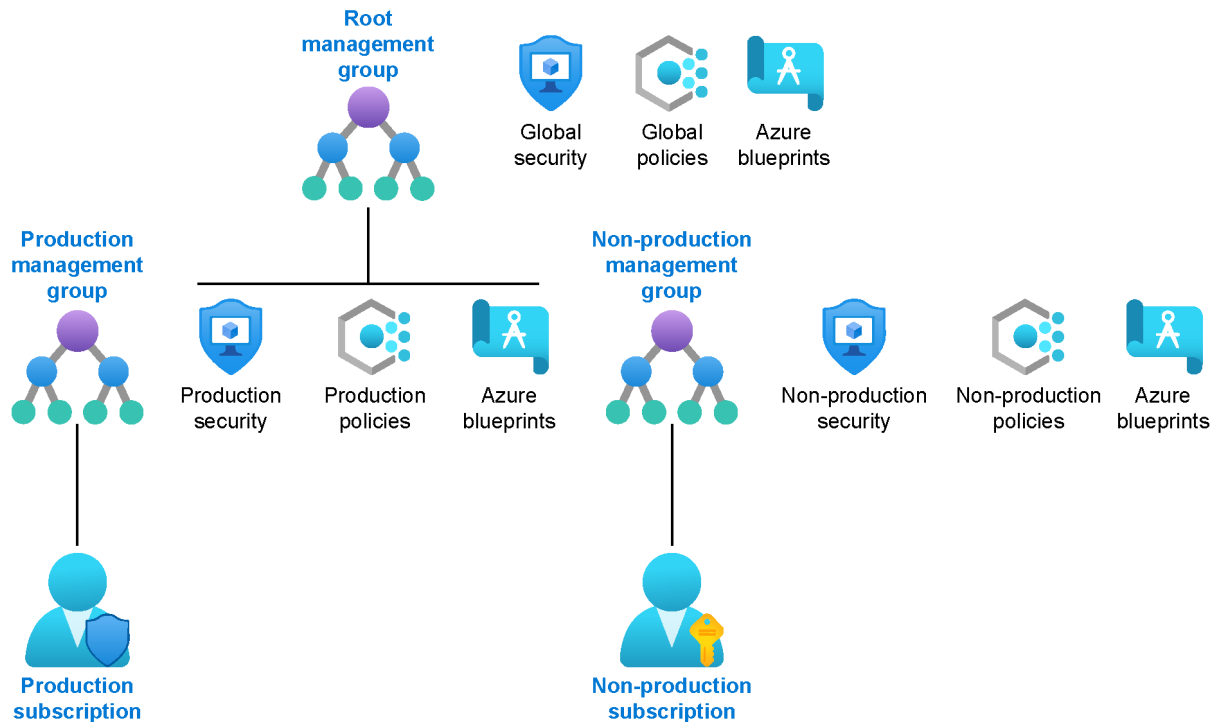 Root
management
group
Global
security
Global
policies
Azure
blueprints
Production
management
group
Production
security
Production
policies
Azure
blueprints
Non-production
management
group
Non-production
security
Non-production
policies
Azure
blueprints
Production
subscription
Non-production
subscription